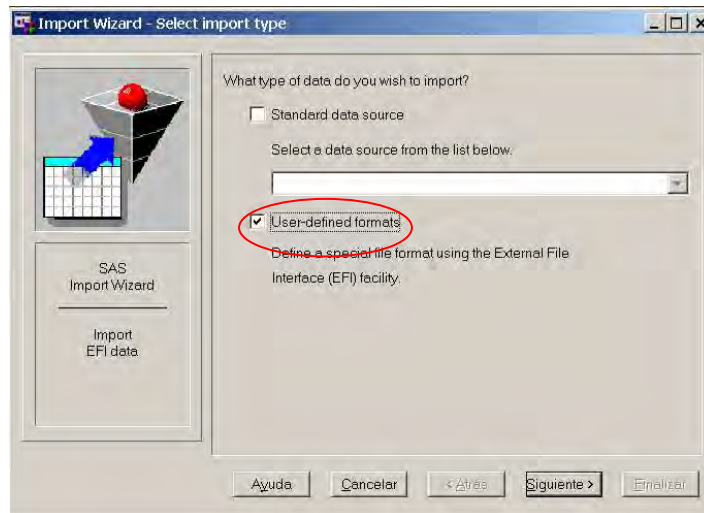 Import Wizard - Select import type
What type of data do you wish to import?
Standard data source
Select a data source from the list below.
User-defined formats
Define a special file format using the External File
Interface (EFI) facility.
SAS
Import Wizard
Import
EFI data
Ayuda
Cancelar
< Atrás
Siguiente >
Finalizar